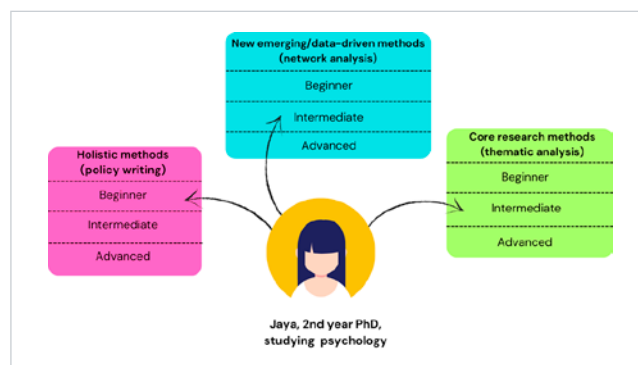 New emerging/data-driven methods
(network analysis)
Beginner
Intermediate
Advanced
Holistic methods
(policy writing)
Beginner
Intermediate
Advanced
Core research methods
(thematic analysis)
Beginner
Intermediate
Advanced
Jaya, 2nd year PhD,
studying psychology